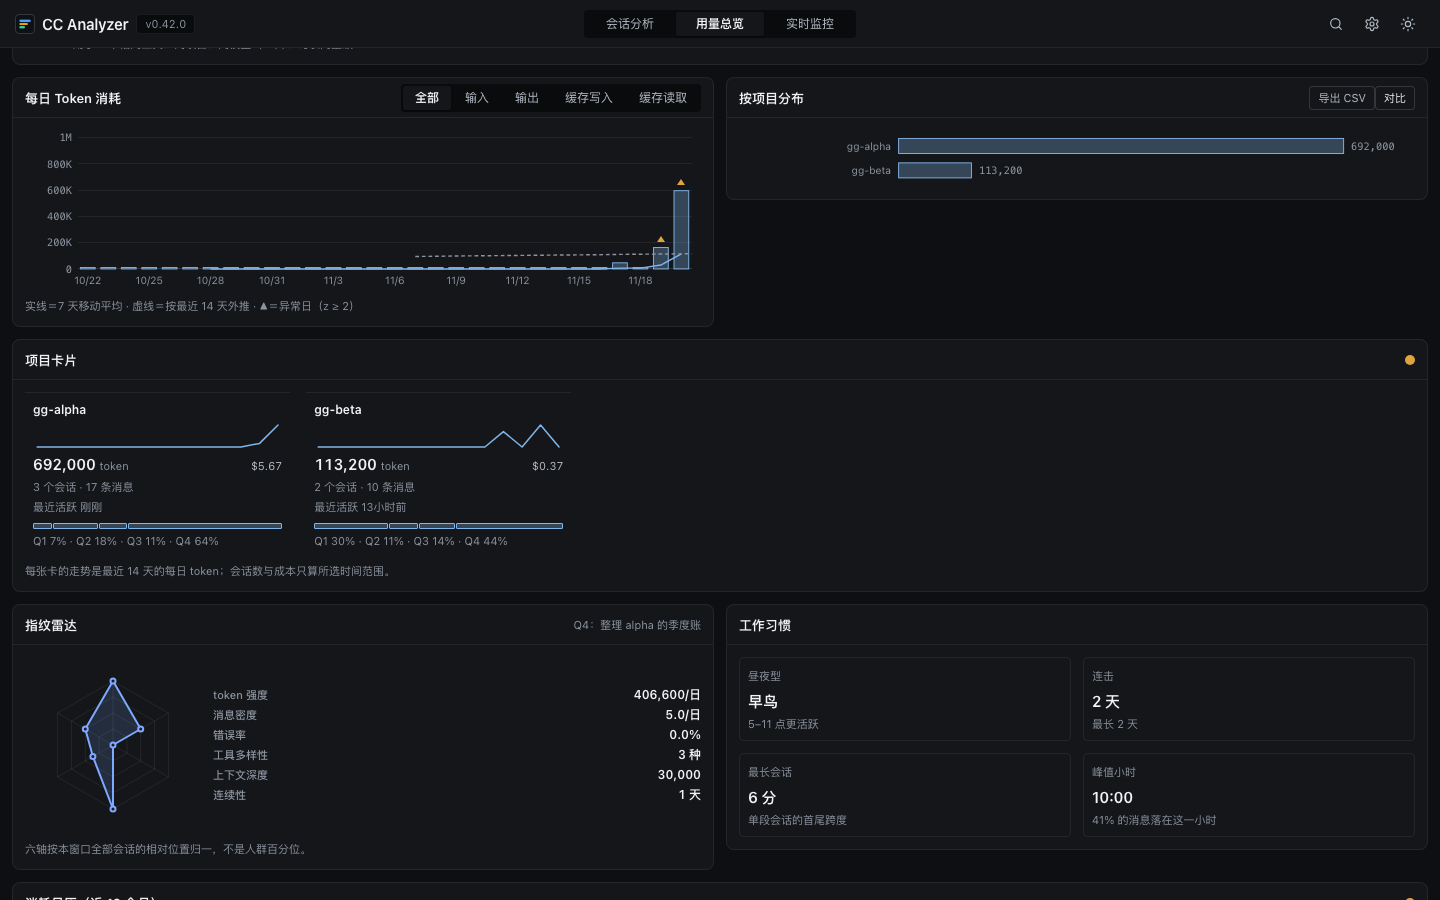 CC Analyzer v0.42.0 会话分析 用量总览 实时监控
每日 Token 消耗 全部 输入 输出 缓存写入 缓存读取
1M
800K
600K
400K
200K
0
10/22 10/25 10/28 10/31 11/3 11/6 11/9 11/12 11/15 11/18
实线=7 天移动平均 · 虚线=按最近 14 天外推 · ▲=异常日（z ≥ 2）
按项目分布 导出 CSV 对比
gg-alpha 692,000
gg-beta 113,200
项目卡片
gg-alpha
692,000 token $5.67
3 个会话 · 17 条消息
最近活跃 刚刚
Q1 7% · Q2 18% · Q3 11% · Q4 64%
gg-beta
113,200 token $0.37
2 个会话 · 10 条消息
最近活跃 13小时前
Q1 30% · Q2 11% · Q3 14% · Q4 44%
每张卡的走势是最近 14 天的每日 token；会话数与成本只算所选时间范围。
指纹雷达 Q4：整理 alpha 的季度账
token 强度 406,600/日
消息密度 5.0/日
错误率 0.0%
工具多样性 3 种
上下文深度 30,000
连续性 1 天
六轴按本窗口全部会话的相对位置归一，不是人群百分位。
工作习惯
昼夜型
早鸟
5–11 点更活跃
连击
2 天
最长 2 天
最长会话
6 分
单段会话的首尾跨度
峰值小时
10:00
41% 的消息落在这一小时